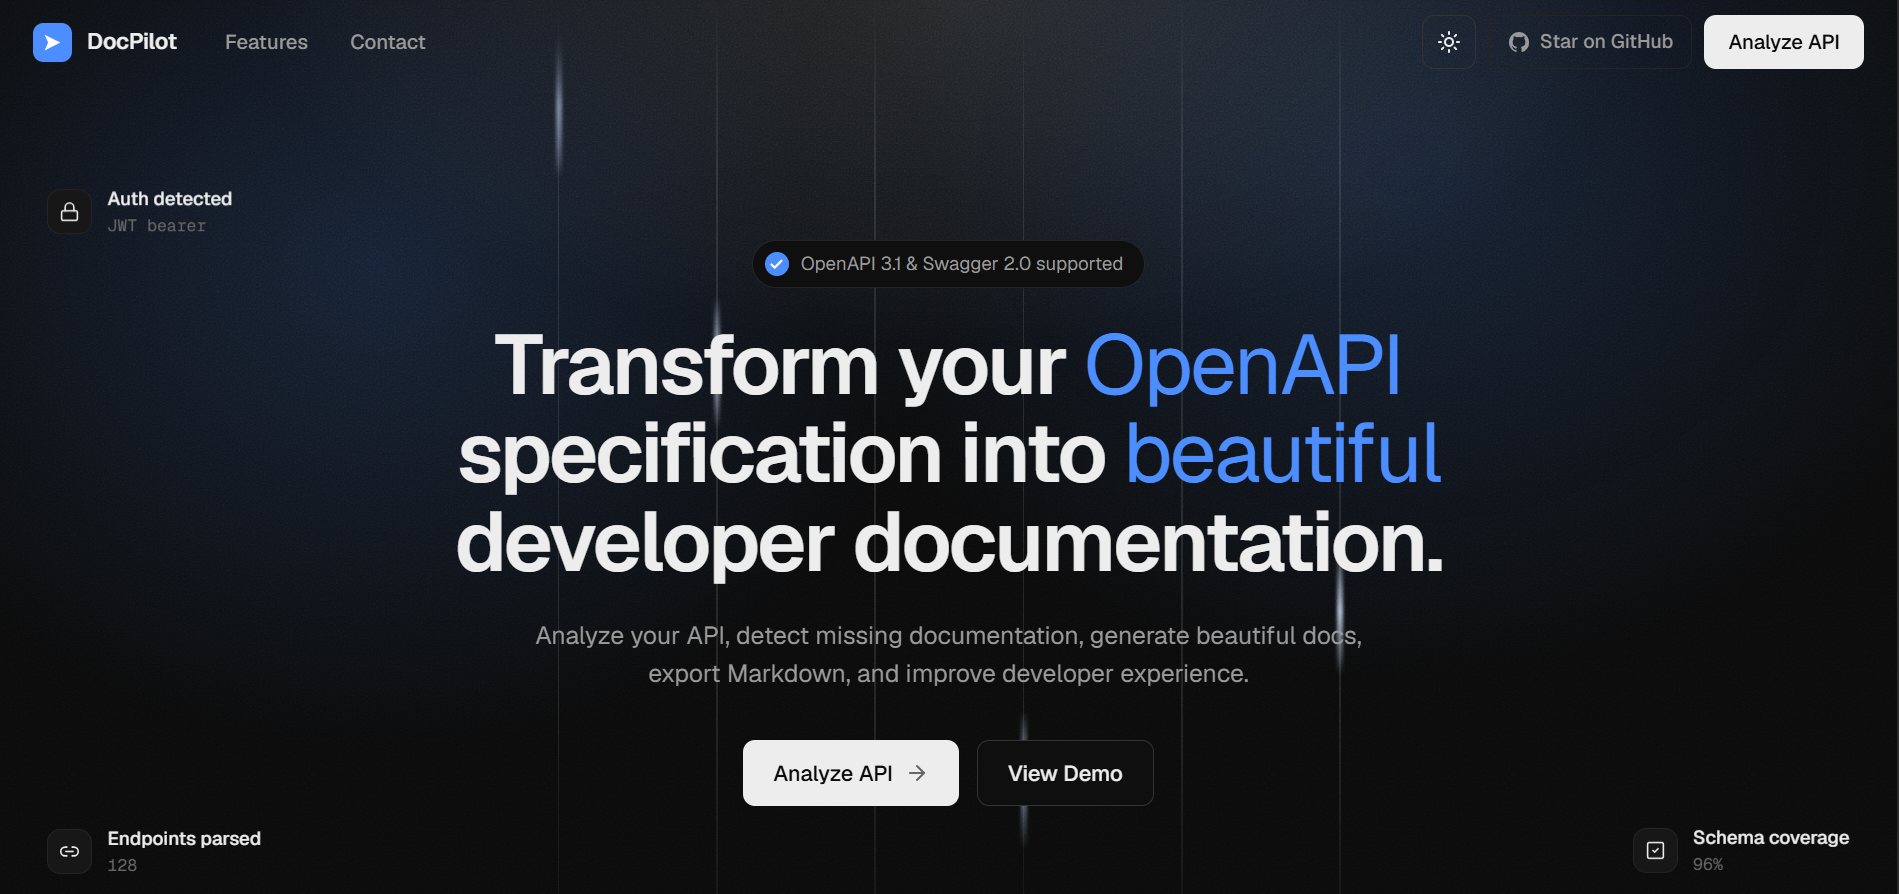 DocPilot
Features
Contact
Star on GitHub
Analyze API
Auth detected
JWT bearer
OpenAPI 3.1 & Swagger 2.0 supported
Transform your OpenAPI
specification into beautiful
developer documentation.
Analyze your API, detect missing documentation, generate beautiful docs,
export Markdown, and improve developer experience.
Analyze API
View Demo
Endpoints parsed
128
Schema coverage
96%